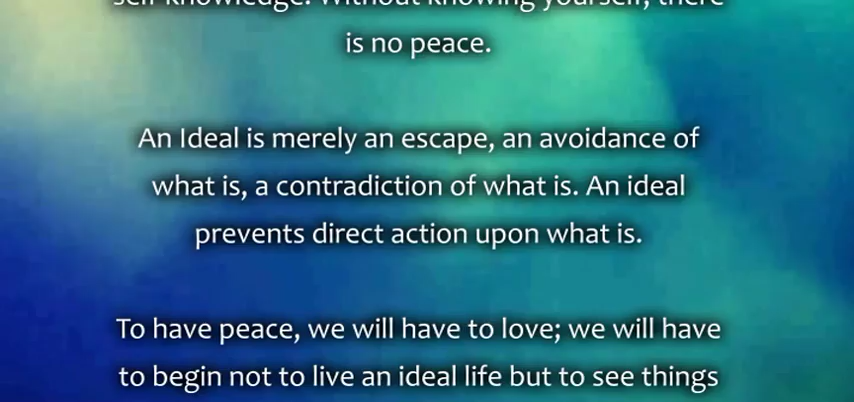 self-knowledge. Without knowing yourself, there
is no peace.
An Ideal is merely an escape, an avoidance of
what is, a contradiction of what is. An ideal
prevents direct action upon what is.
To have peace, we will have to love; we will have
to begin not to live an ideal life but to see things